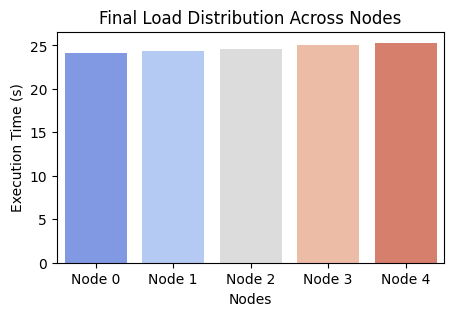 Final Load Distribution Across Nodes
Execution Time (s)
25
20
15
10
5
0
Node 0 Node 1 Node 2 Node 3 Node 4
Nodes